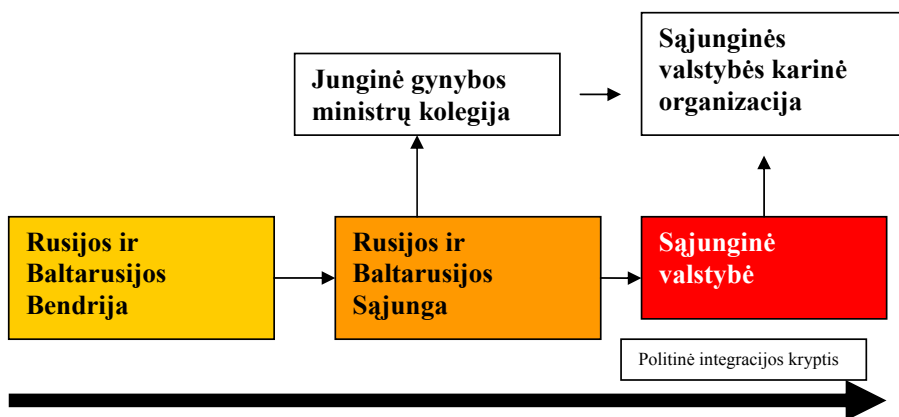 Junginė gynybos
ministrų kolegija
Sąjunginės
valstybės karinė
organizacija
Rusijos ir
Baltarusijos
Bendrija
Rusijos ir
Baltarusijos
Sąjunga
Sąjunginė
valstybė
Politinė integracijos kryptis